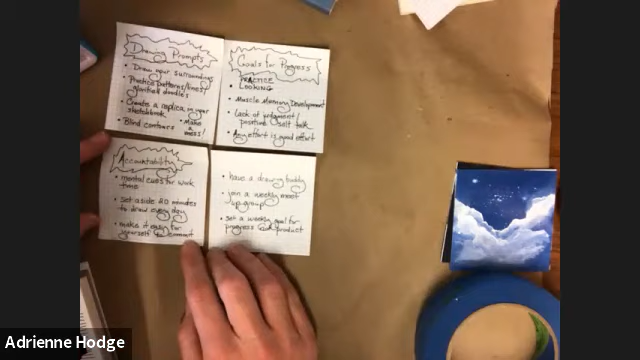 Drawing Prompts
• Draw your surroundings
• Practice patterns/lines/
glorified doodles
• Create a replica in your
sketchbook
• Blind contours • Make
a mess!
Goals for Progress
PRACTICE
• LOOKING
• Muscle Memory Development
• Lack of judgment/
positive self talk
• Any effort is good effort
Accountability
• mental cues for work
time
• set aside 20 minutes
to draw every day
• make it easy for
yourself to commit
• have a drawing buddy
• join a weekly meet
up group
• set a weekly goal for
progress product
Adrienne Hodge